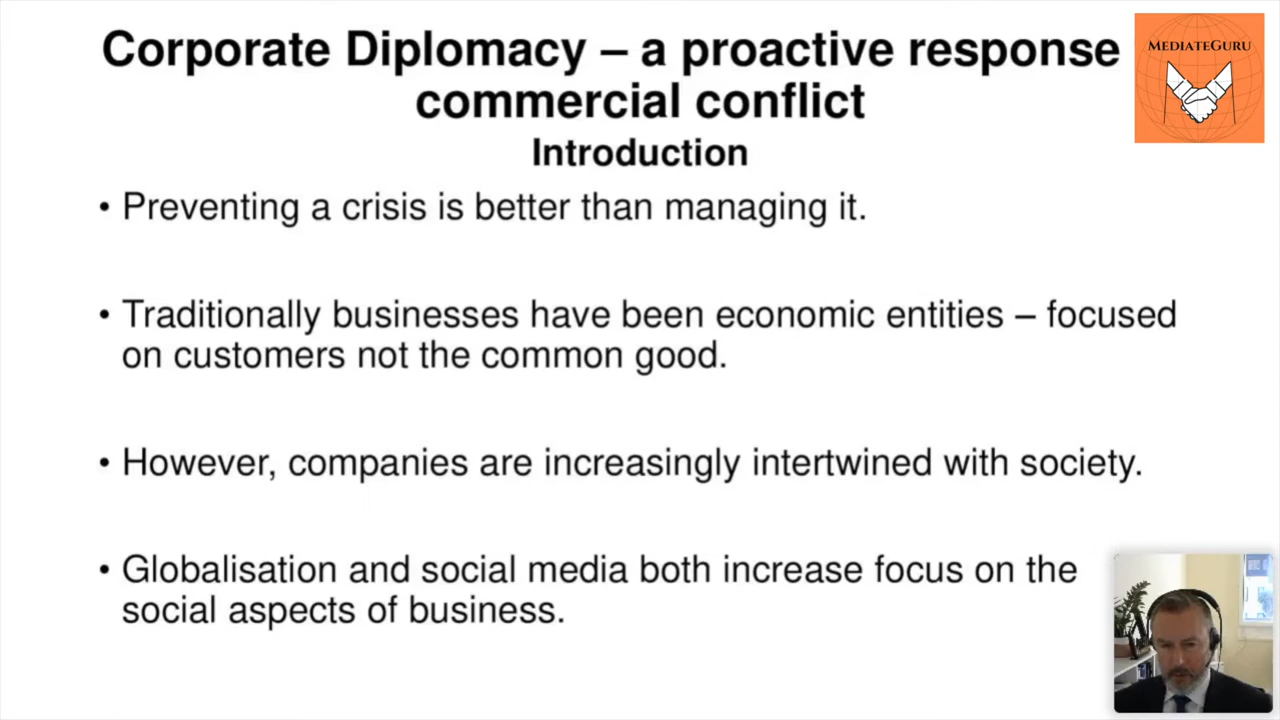 Corporate Diplomacy – a proactive response
commercial conflict
MEDIATEGURU
Introduction
• Preventing a crisis is better than managing it.
• Traditionally businesses have been economic entities – focused
on customers not the common good.
• However, companies are increasingly intertwined with society.
• Globalisation and social media both increase focus on the
social aspects of business.